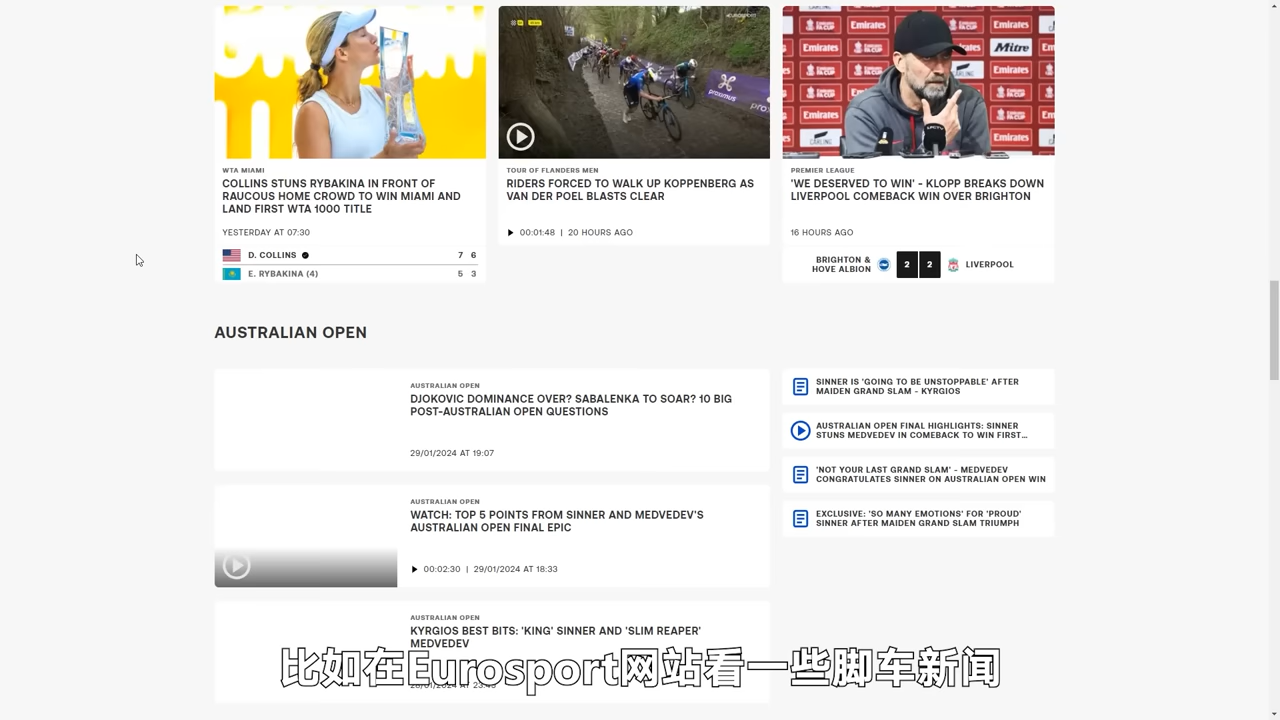 EUROSPORT
Emirates
FA CUP
Mitre
CARLING
proximus
WTA MIAMI
COLLINS STUNS RYBAKINA IN FRONT OF
RAUCOUS HOME CROWD TO WIN MIAMI AND
LAND FIRST WTA 1000 TITLE
YESTERDAY AT 07:30
D. COLLINS 7 6
E. RYBAKINA (4) 5 3
TOUR OF FLANDERS MEN
RIDERS FORCED TO WALK UP KOPPENBERG AS
VAN DER POEL BLASTS CLEAR
00:01:48 | 20 HOURS AGO
PREMIER LEAGUE
'WE DESERVED TO WIN' - KLOPP BREAKS DOWN
LIVERPOOL COMEBACK WIN OVER BRIGHTON
16 HOURS AGO
BRIGHTON &
HOVE ALBION 2 2 LIVERPOOL
AUSTRALIAN OPEN
AUSTRALIAN OPEN
DJOKOVIC DOMINANCE OVER? SABALENKA TO SOAR? 10 BIG
POST-AUSTRALIAN OPEN QUESTIONS
29/01/2024 AT 19:07
AUSTRALIAN OPEN
WATCH: TOP 5 POINTS FROM SINNER AND MEDVEDEV'S
AUSTRALIAN OPEN FINAL EPIC
00:02:30 | 29/01/2024 AT 18:33
AUSTRALIAN OPEN
KYRGIOS BEST BITS: 'KING' SINNER AND 'SLIM REAPER'
MEDVEDEV
SINNER IS 'GOING TO BE UNSTOPPABLE' AFTER
MAIDEN GRAND SLAM - KYRGIOS
AUSTRALIAN OPEN FINAL HIGHLIGHTS: SINNER
STUNS MEDVEDEV IN COMEBACK TO WIN FIRST…
'NOT YOUR LAST GRAND SLAM' - MEDVEDEV
CONGRATULATES SINNER ON AUSTRALIAN OPEN WIN
EXCLUSIVE: 'SO MANY EMOTIONS' FOR 'PROUD'
SINNER AFTER MAIDEN GRAND SLAM TRIUMPH
比如在Eurosport网站看一些脚车新闻